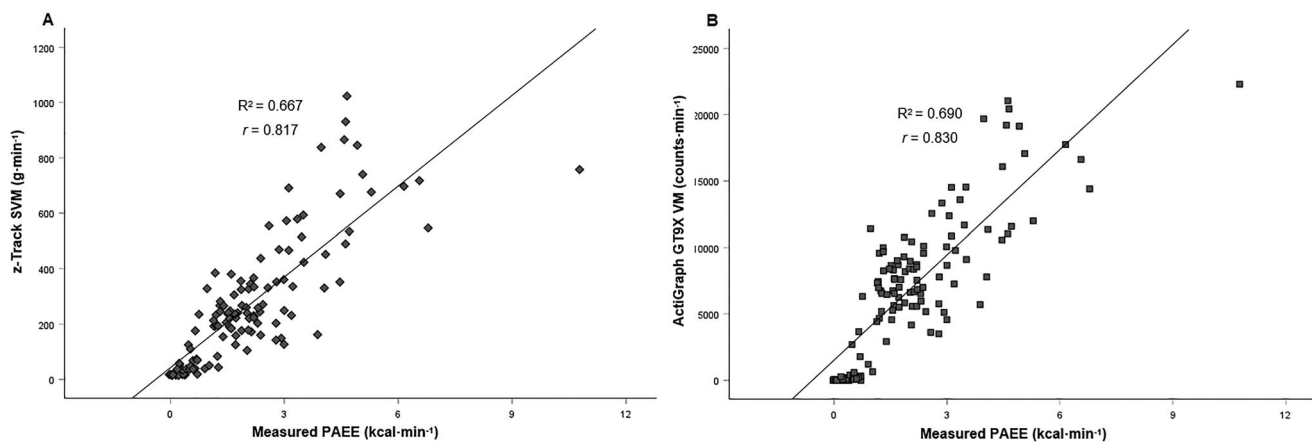 A
z-Track SVM (g·min⁻¹)
1200
1000
800
600
400
200
0
R² = 0.667
r = 0.817
0 3 6 9 12
Measured PAEE (kcal·min⁻¹)
B
ActiGraph GT9X VM (counts·min⁻¹)
25000
20000
15000
10000
5000
0
R² = 0.690
r = 0.830
0 3 6 9 12
Measured PAEE (kcal·min⁻¹)